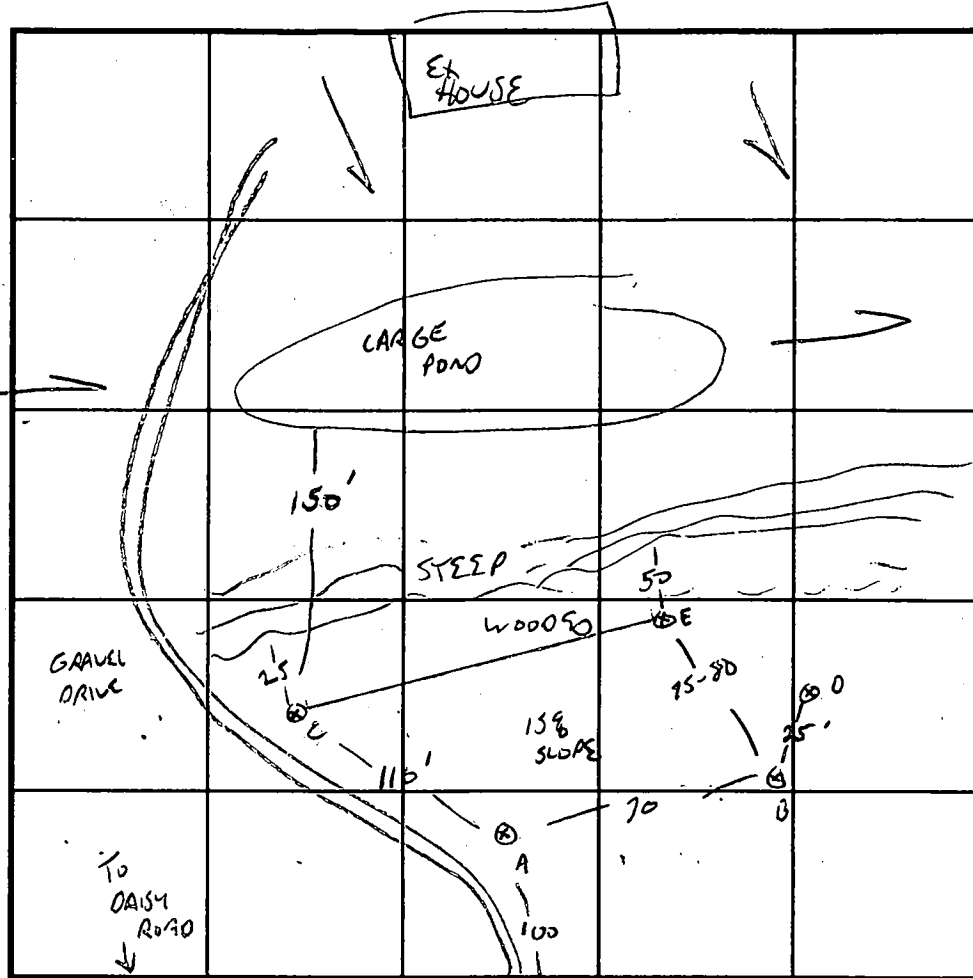 EX
HOUSE
LARGE
POND
150'
STEEP
50
WOODED
E
GRAVEL
DRIVE
25
75-80
D
C
15%
SLOPE
25'
110'
70
B
A
TO
DAISY
ROAD
100